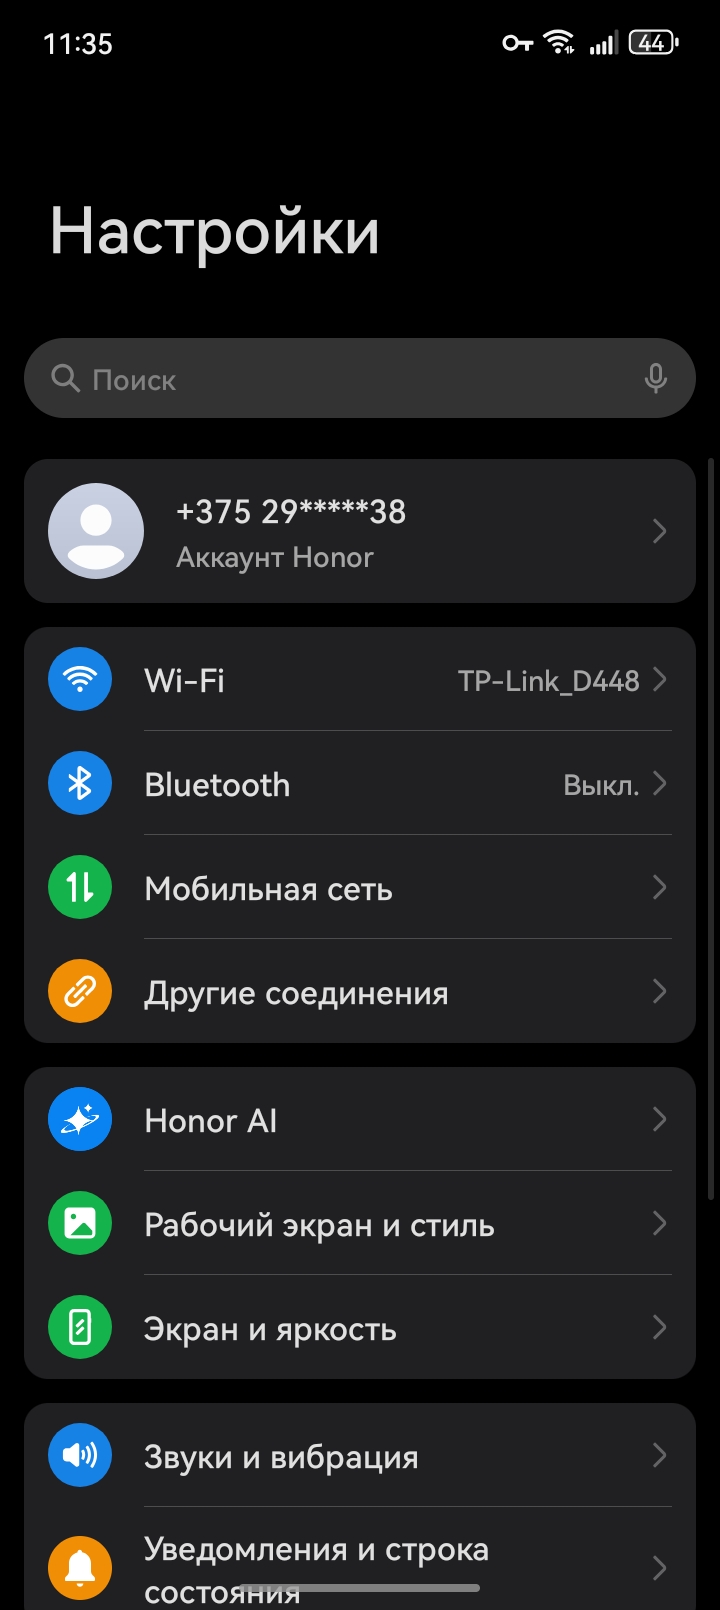 11:35
44
Настройки
Поиск
+375 29*****38
Аккаунт Honor
Wi-Fi
TP-Link_D448
Bluetooth
Выкл.
Мобильная сеть
Другие соединения
Honor AI
Рабочий экран и стиль
Экран и яркость
Звуки и вибрация
Уведомления и строка
состояния